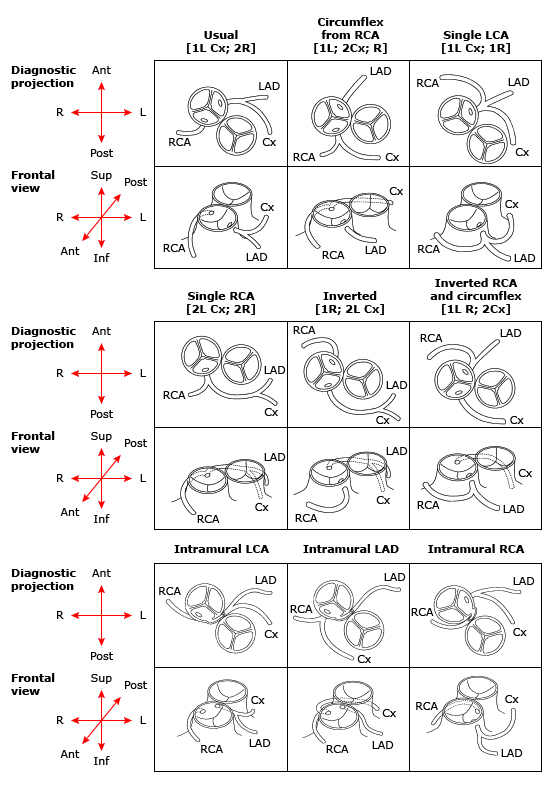 Usual
[1L Cx; 2R]
Circumflex
from RCA
[1L; 2Cx; R]
Single LCA
[1L Cx; 1R]
Diagnostic
projection
Ant
R
L
Post
LAD
RCA
Cx
LAD
RCA
Cx
RCA
LAD
Cx
Frontal
view
Sup
Post
R
L
Ant
Inf
Cx
RCA
LAD
Cx
RCA
LAD
Cx
RCA
LAD
Single RCA
[2L Cx; 2R]
Inverted
[1R; 2L Cx]
Inverted RCA
and circumflex
[1L R; 2Cx]
Diagnostic
projection
Ant
R
L
Post
LAD
RCA
Cx
RCA
LAD
Cx
RCA
LAD
Cx
Frontal
view
Sup
Post
R
L
Ant
Inf
LAD
Cx
RCA
LAD
Cx
RCA
Cx
RCA
LAD
Intramural LCA
Intramural LAD
Intramural RCA
Diagnostic
projection
Ant
R
L
Post
RCA
LAD
Cx
RCA
LAD
Cx
RCA
LAD
Cx
Frontal
view
Sup
Post
R
L
Ant
Inf
Cx
RCA
LAD
Cx
RCA
LAD
RCA
Cx
LAD